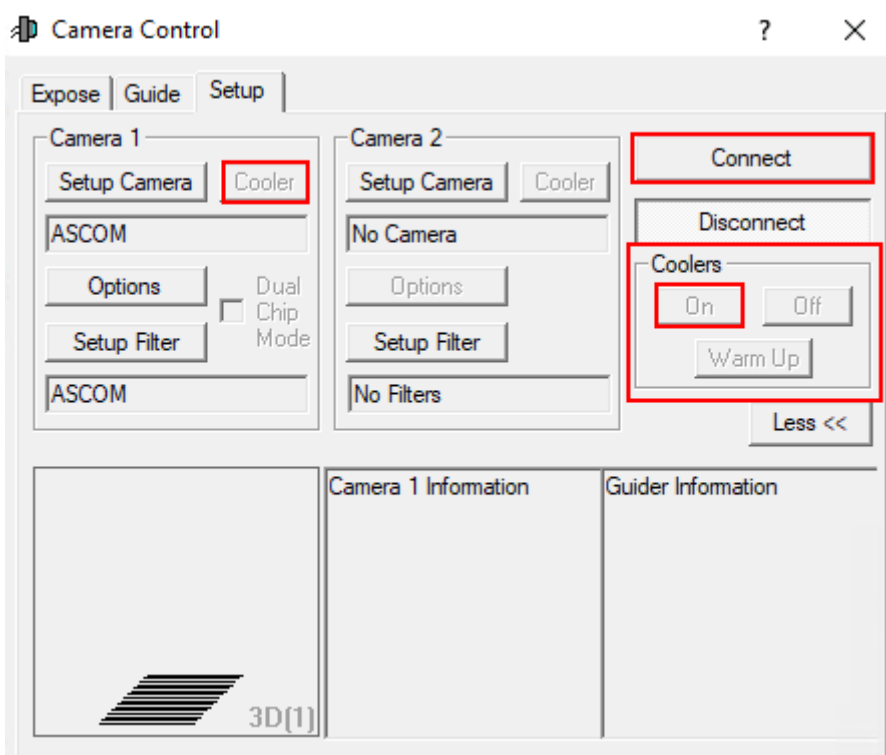 Camera Control ? ×
Expose Guide Setup
Camera 1
Setup Camera Cooler
ASCOM
Options
Dual
Chip
Mode
Setup Filter
ASCOM
Camera 2
Setup Camera Cooler
No Camera
Options
Setup Filter
No Filters
Connect
Disconnect
Coolers
On Off
Warm Up
Less <<
3D(1)
Camera 1 Information
Guider Information